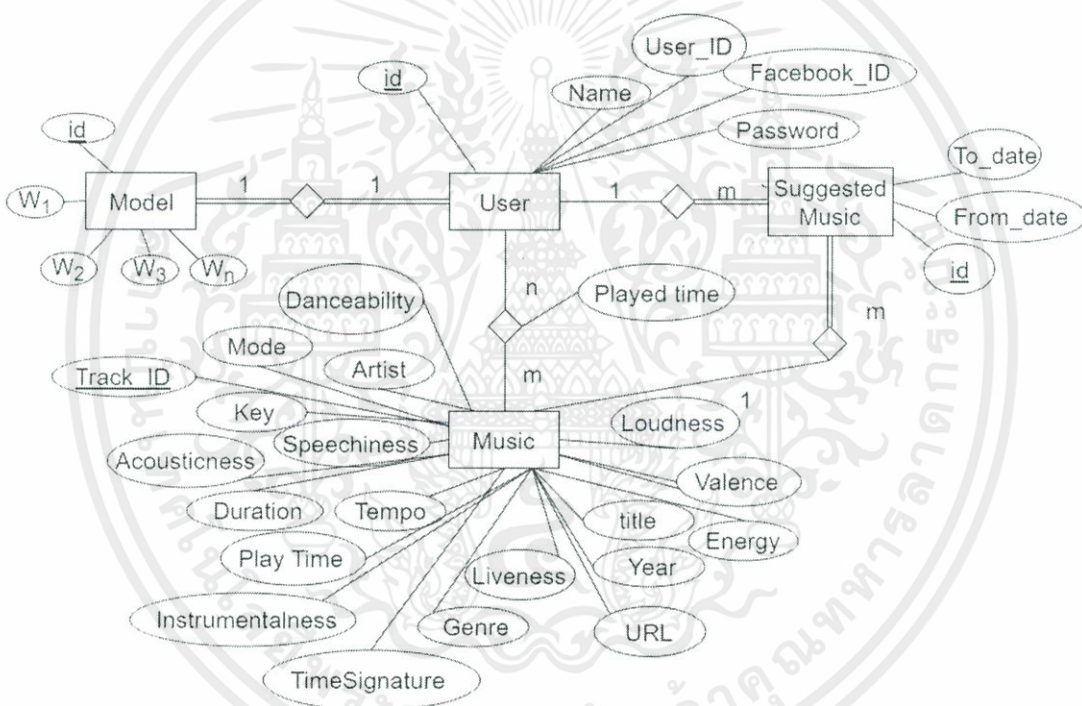 User_ID
id
Facebook_ID
Name
id
Password
To_date
1
1
1
m
Suggested
Music
W1
Model
User
From_date
W2
W3
Wn
id
n
Played time
m
Danceability
Mode
Artist
m
Track_ID
Key
Loudness
1
Speechiness
Music
Acousticness
Valence
Duration
Tempo
title
Energy
Play Time
Year
Liveness
Instrumentalness
Genre
URL
TimeSignature